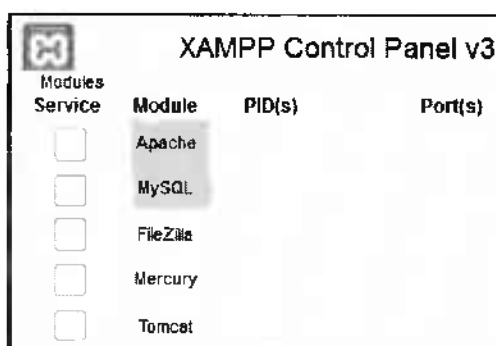 XAMPP Control Panel v3
Modules
Service Module PID(s) Port(s)
Apache
MySQL
FileZilla
Mercury
Tomcat